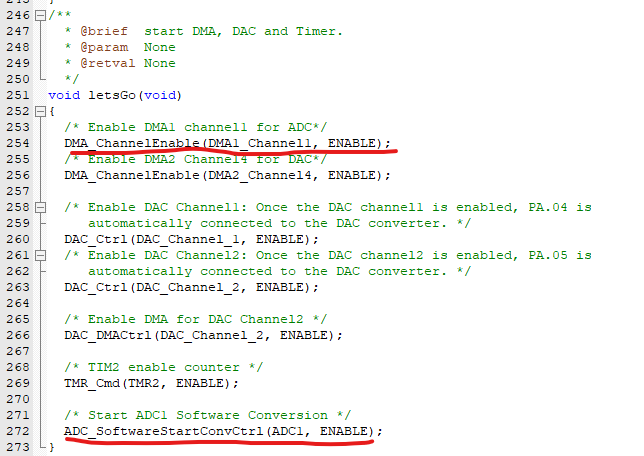 245 }
246 /**
247 * @brief start DMA, DAC and Timer.
248 * @param None
249 * @retval None
250 */
251 void letsGo(void)
252 {
253 /* Enable DMA1 channel1 for ADC*/
254 DMA_ChannelEnable(DMA1_Channel1, ENABLE);
255 /* Enable DMA2 Channel4 for DAC*/
256 DMA_ChannelEnable(DMA2_Channel4, ENABLE);
257
258 /* Enable DAC Channel1: Once the DAC channel1 is enabled, PA.04 is
259 automatically connected to the DAC converter. */
260 DAC_Ctrl(DAC_Channel_1, ENABLE);
261 /* Enable DAC Channel2: Once the DAC channel2 is enabled, PA.05 is
262 automatically connected to the DAC converter. */
263 DAC_Ctrl(DAC_Channel_2, ENABLE);
264
265 /* Enable DMA for DAC Channel2 */
266 DAC_DMACtrl(DAC_Channel_2, ENABLE);
267
268 /* TIM2 enable counter */
269 TMR_Cmd(TMR2, ENABLE);
270
271 /* Start ADC1 Software Conversion */
272 ADC_SoftwareStartConvCtrl(ADC1, ENABLE);
273 }